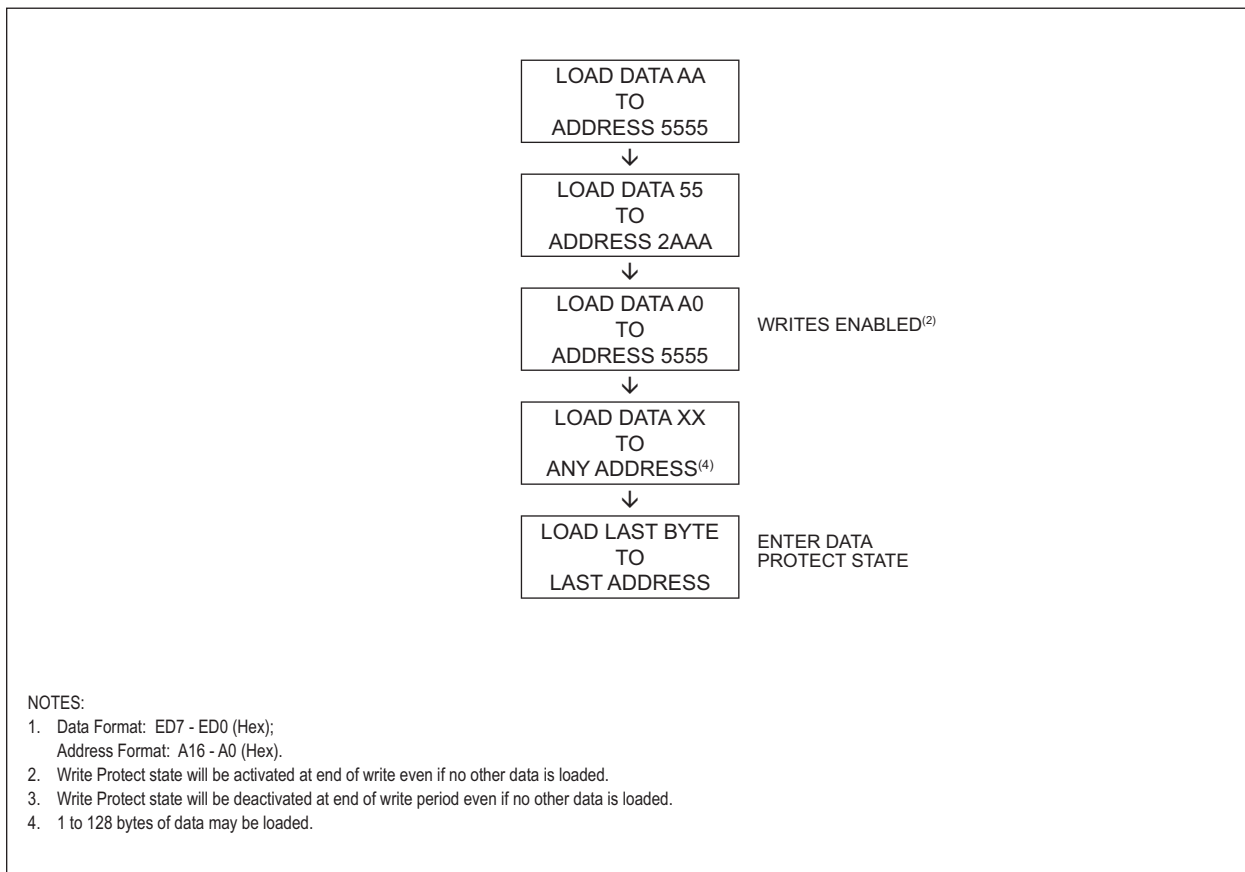 LOAD DATA AA
TO
ADDRESS 5555
LOAD DATA 55
TO
ADDRESS 2AAA
LOAD DATA A0
TO
ADDRESS 5555
WRITES ENABLED(2)
LOAD DATA XX
TO
ANY ADDRESS(4)
LOAD LAST BYTE
TO
LAST ADDRESS
ENTER DATA
PROTECT STATE
NOTES:
1. Data Format: ED7 - ED0 (Hex);
Address Format: A16 - A0 (Hex).
2. Write Protect state will be activated at end of write even if no other data is loaded.
3. Write Protect state will be deactivated at end of write period even if no other data is loaded.
4. 1 to 128 bytes of data may be loaded.